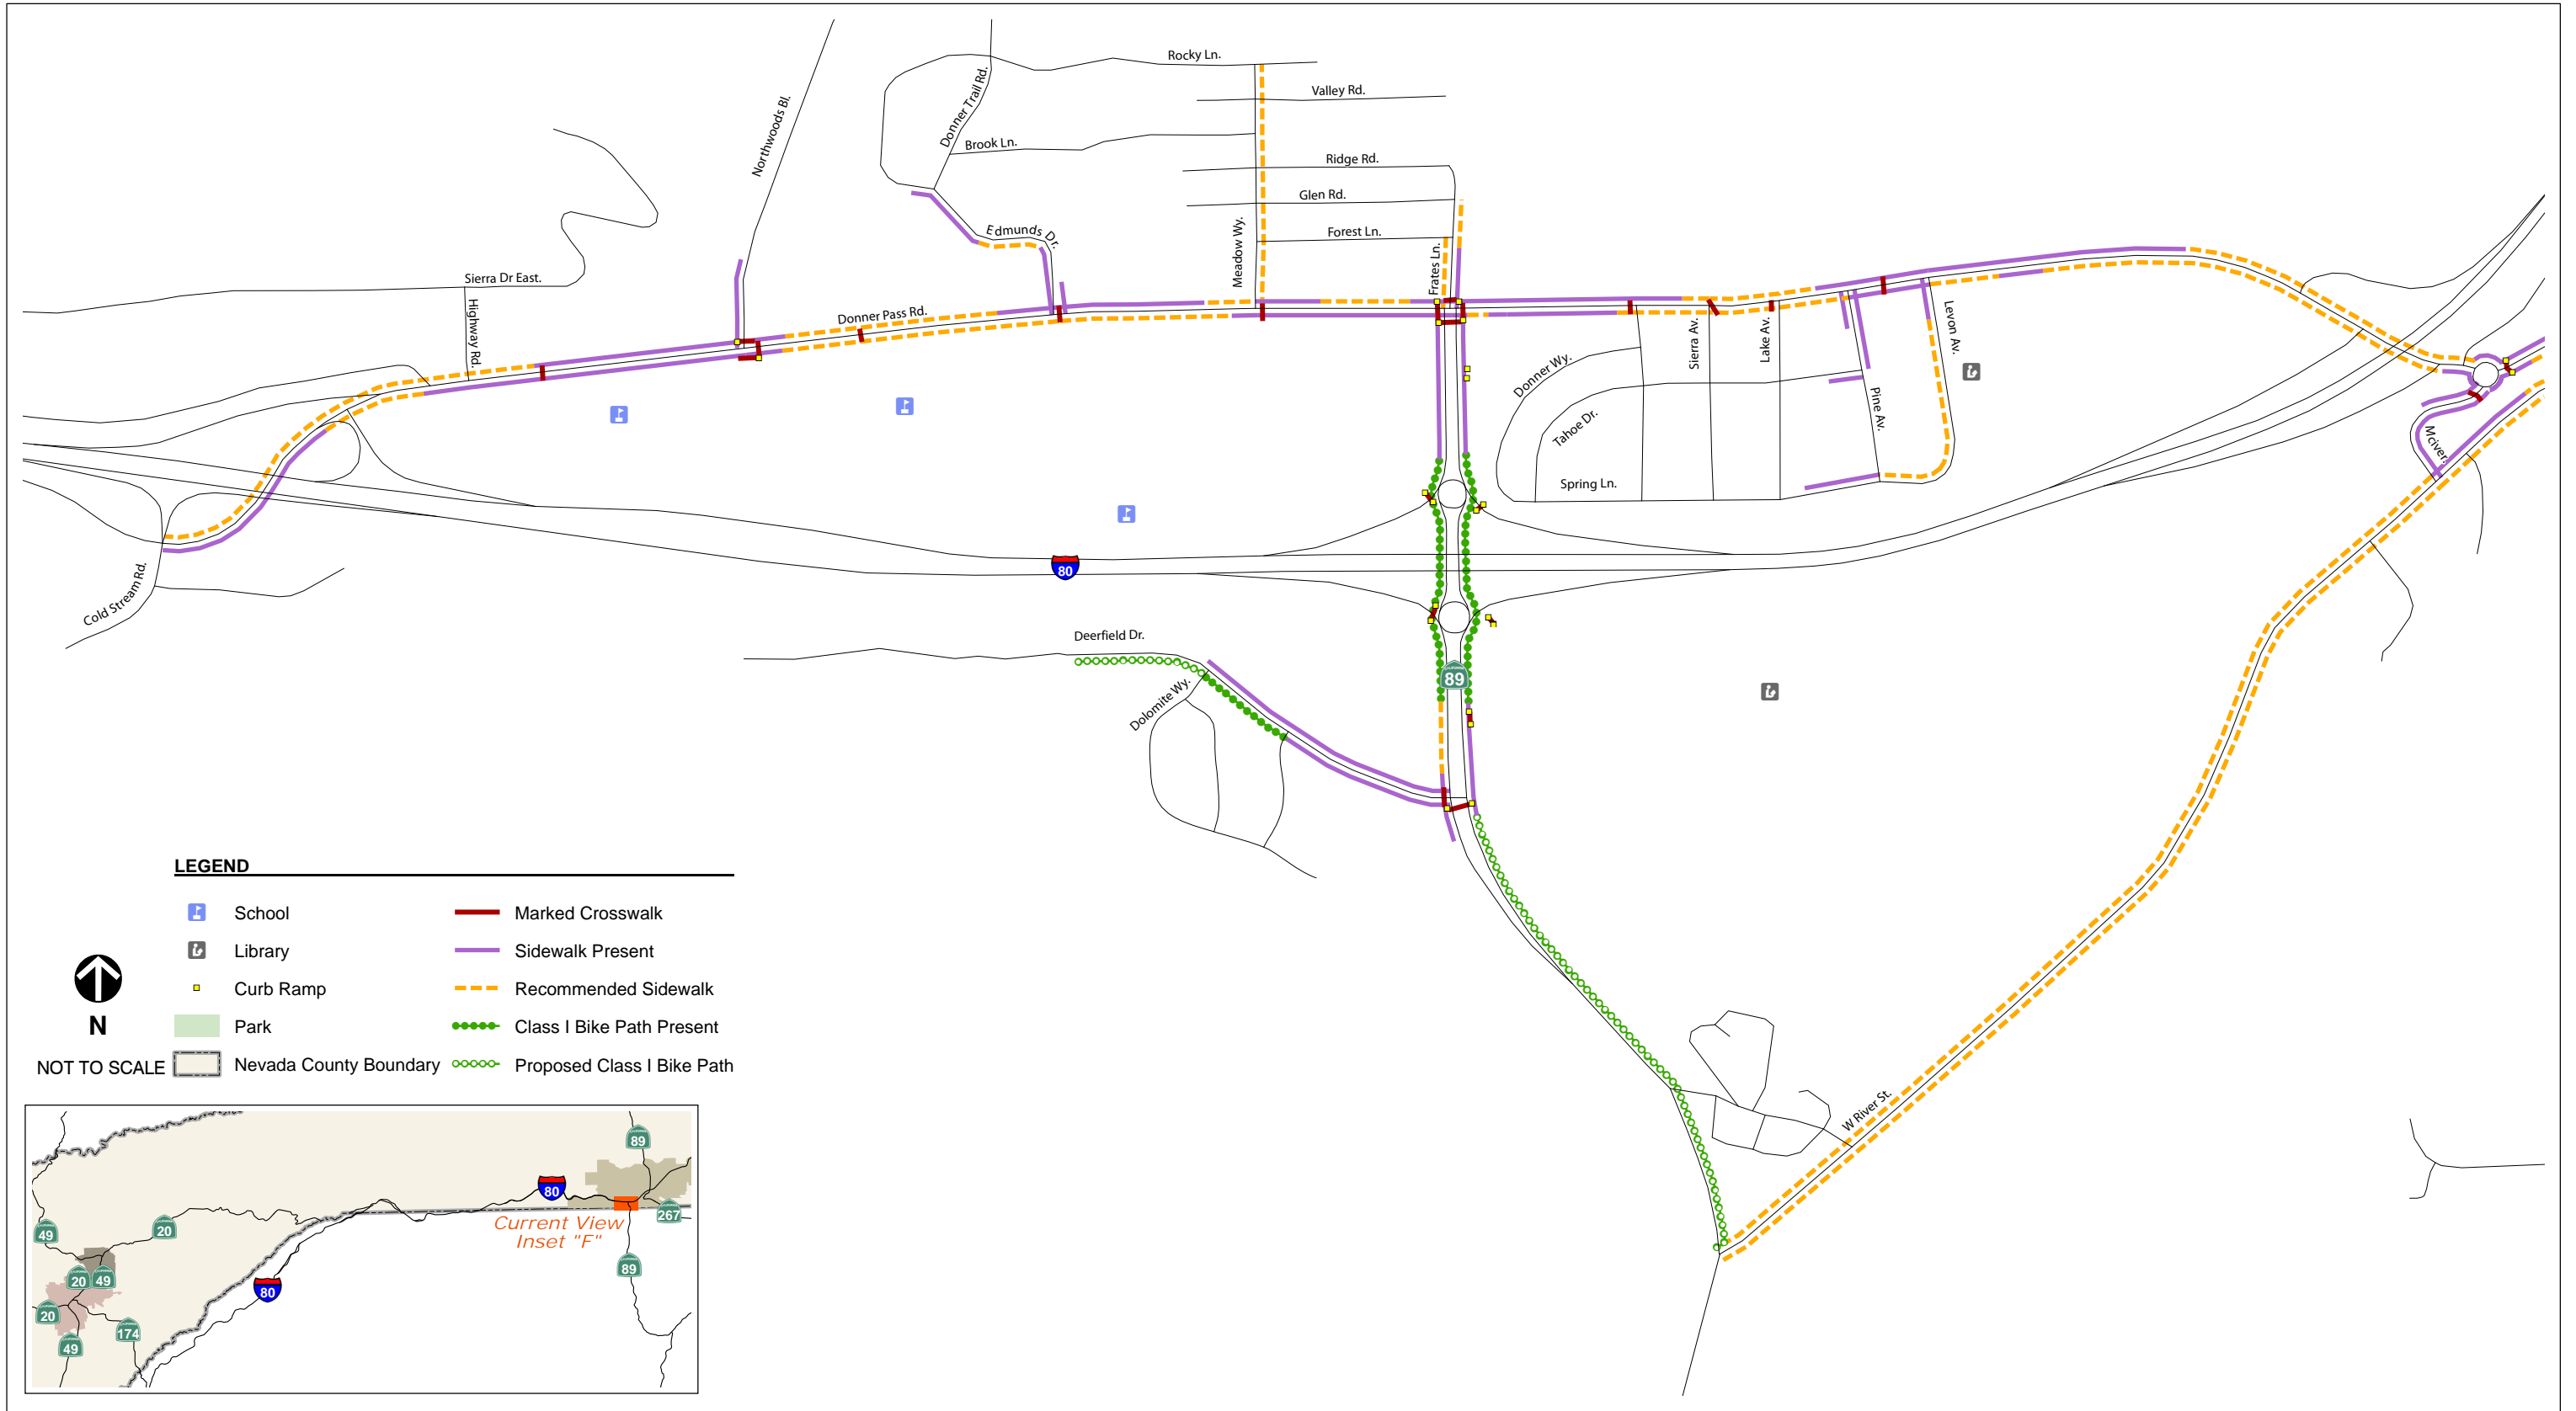 Rocky Ln.
Valley Rd.
Donner Trail Rd.
Northwoods Bl.
Brook Ln.
Ridge Rd.
Glen Rd.
Edmunds Dr.
Forest Ln.
Meadow Wy.
Frates Ln.
Sierra Dr East.
Highway Rd.
Donner Pass Rd.
Sierra Av.
Lake Av.
Levon Av.
Donner Wy.
Tahoe Dr.
Pine Av.
Mciver.
Spring Ln.
80
Cold Stream Rd.
Deerfield Dr.
89
Dolomite Wy.
W River St.
LEGEND
School
Marked Crosswalk
Library
Sidewalk Present
Curb Ramp
Recommended Sidewalk
N
Park
Class I Bike Path Present
NOT TO SCALE
Nevada County Boundary
Proposed Class I Bike Path
89
80
267
49
20
Current View
Inset "F"
89
20
49
80
20
174
49